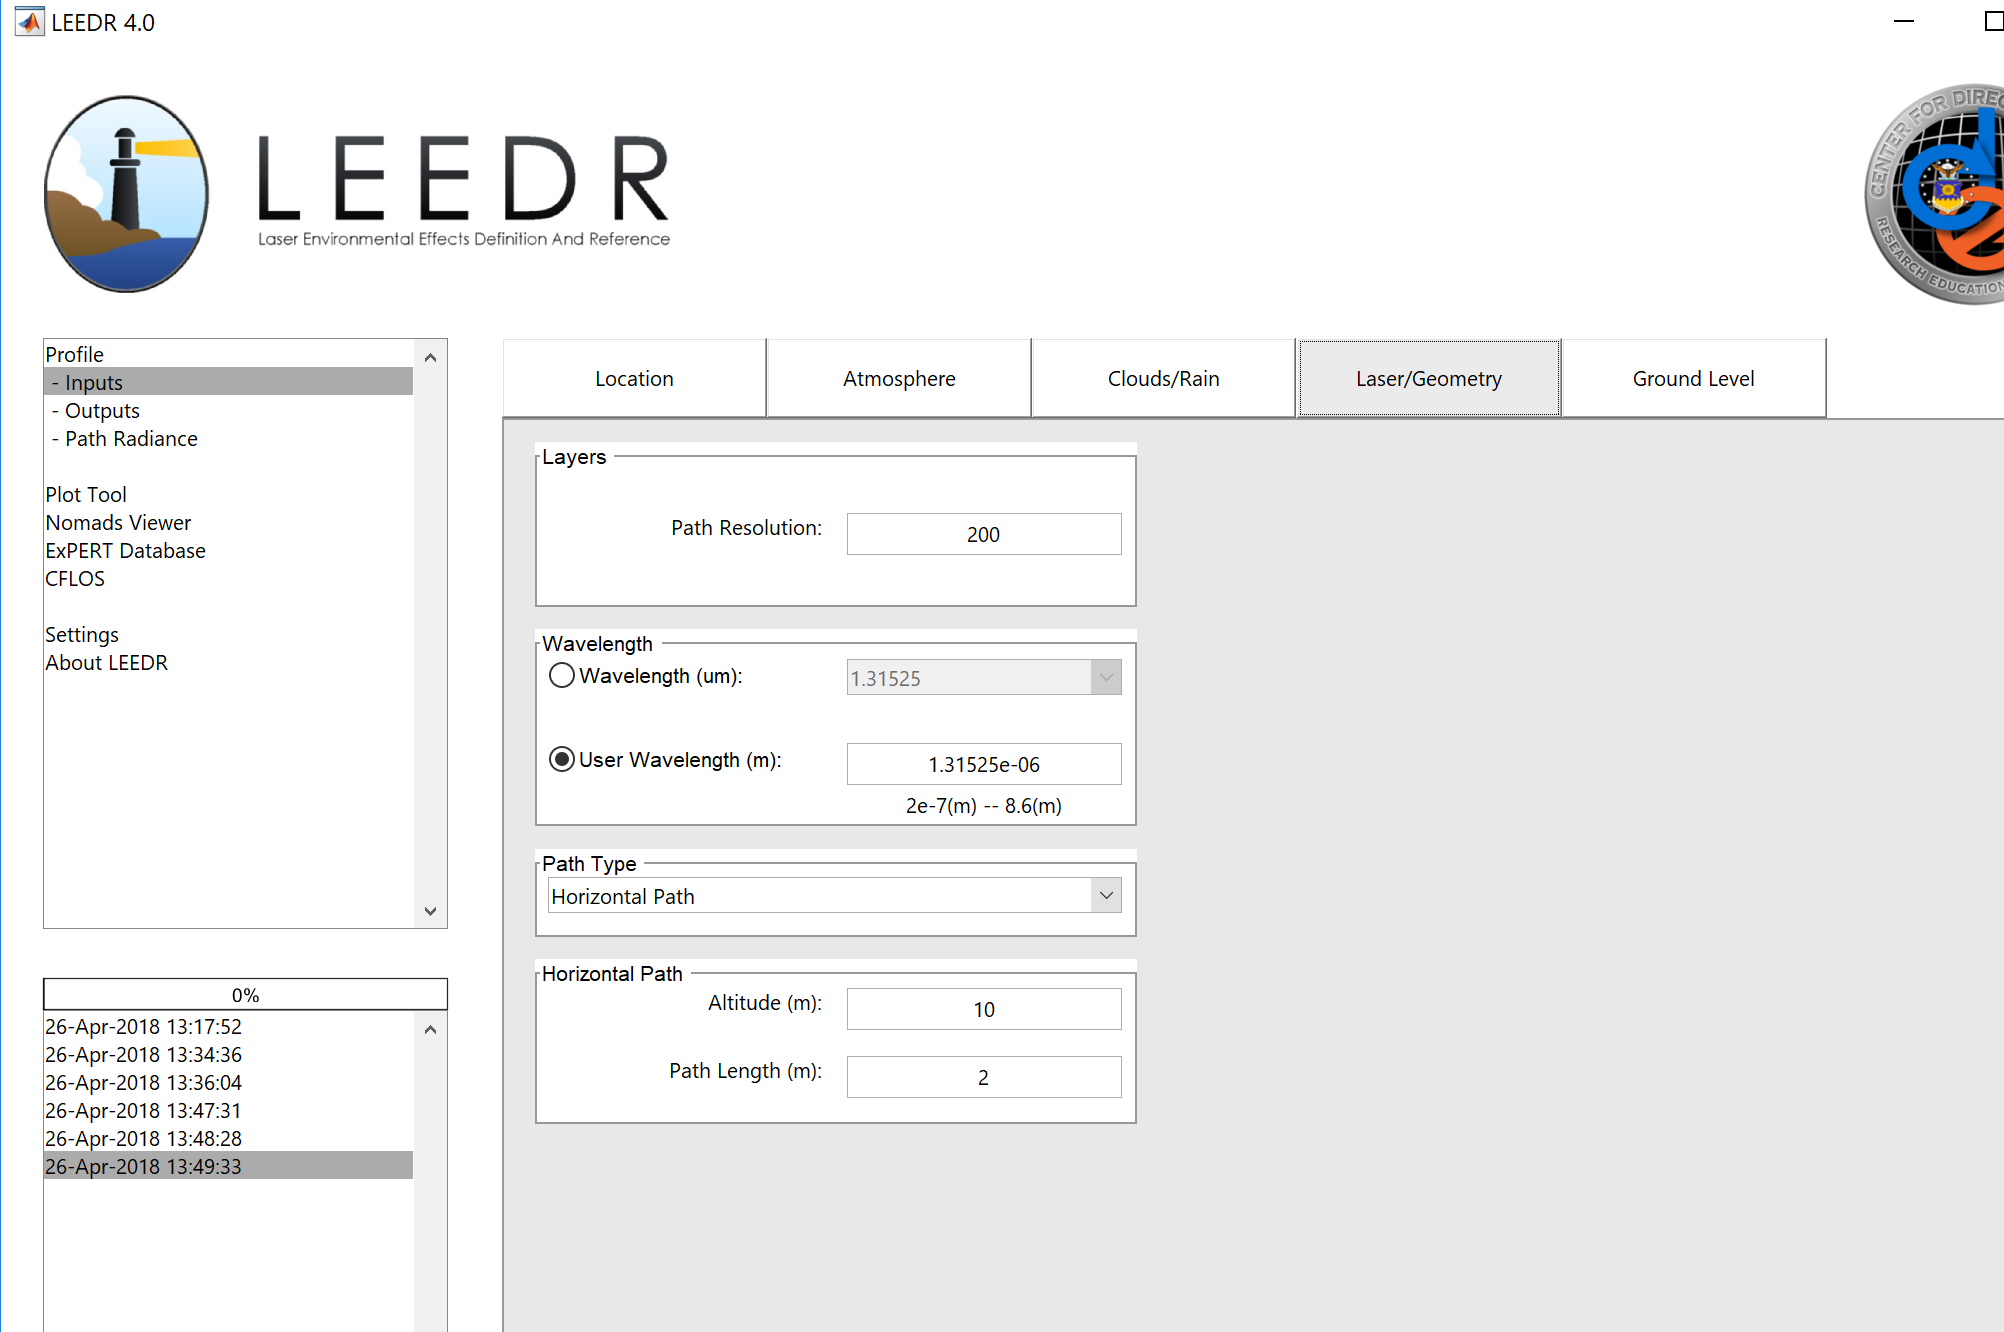 LEEDR 4.0
LEEDR
Laser Environmental Effects Definition And Reference
CENTER FOR DIREC
RESEARCH EDUCATION
Profile
- Inputs
- Outputs
- Path Radiance
Plot Tool
Nomads Viewer
ExPERT Database
CFLOS
Settings
About LEEDR
0%
26-Apr-2018 13:17:52
26-Apr-2018 13:34:36
26-Apr-2018 13:36:04
26-Apr-2018 13:47:31
26-Apr-2018 13:48:28
26-Apr-2018 13:49:33
Location Atmosphere Clouds/Rain Laser/Geometry Ground Level
Layers
Path Resolution: 200
Wavelength
Wavelength (um): 1.31525
User Wavelength (m): 1.31525e-06
2e-7(m) -- 8.6(m)
Path Type
Horizontal Path
Horizontal Path
Altitude (m): 10
Path Length (m): 2